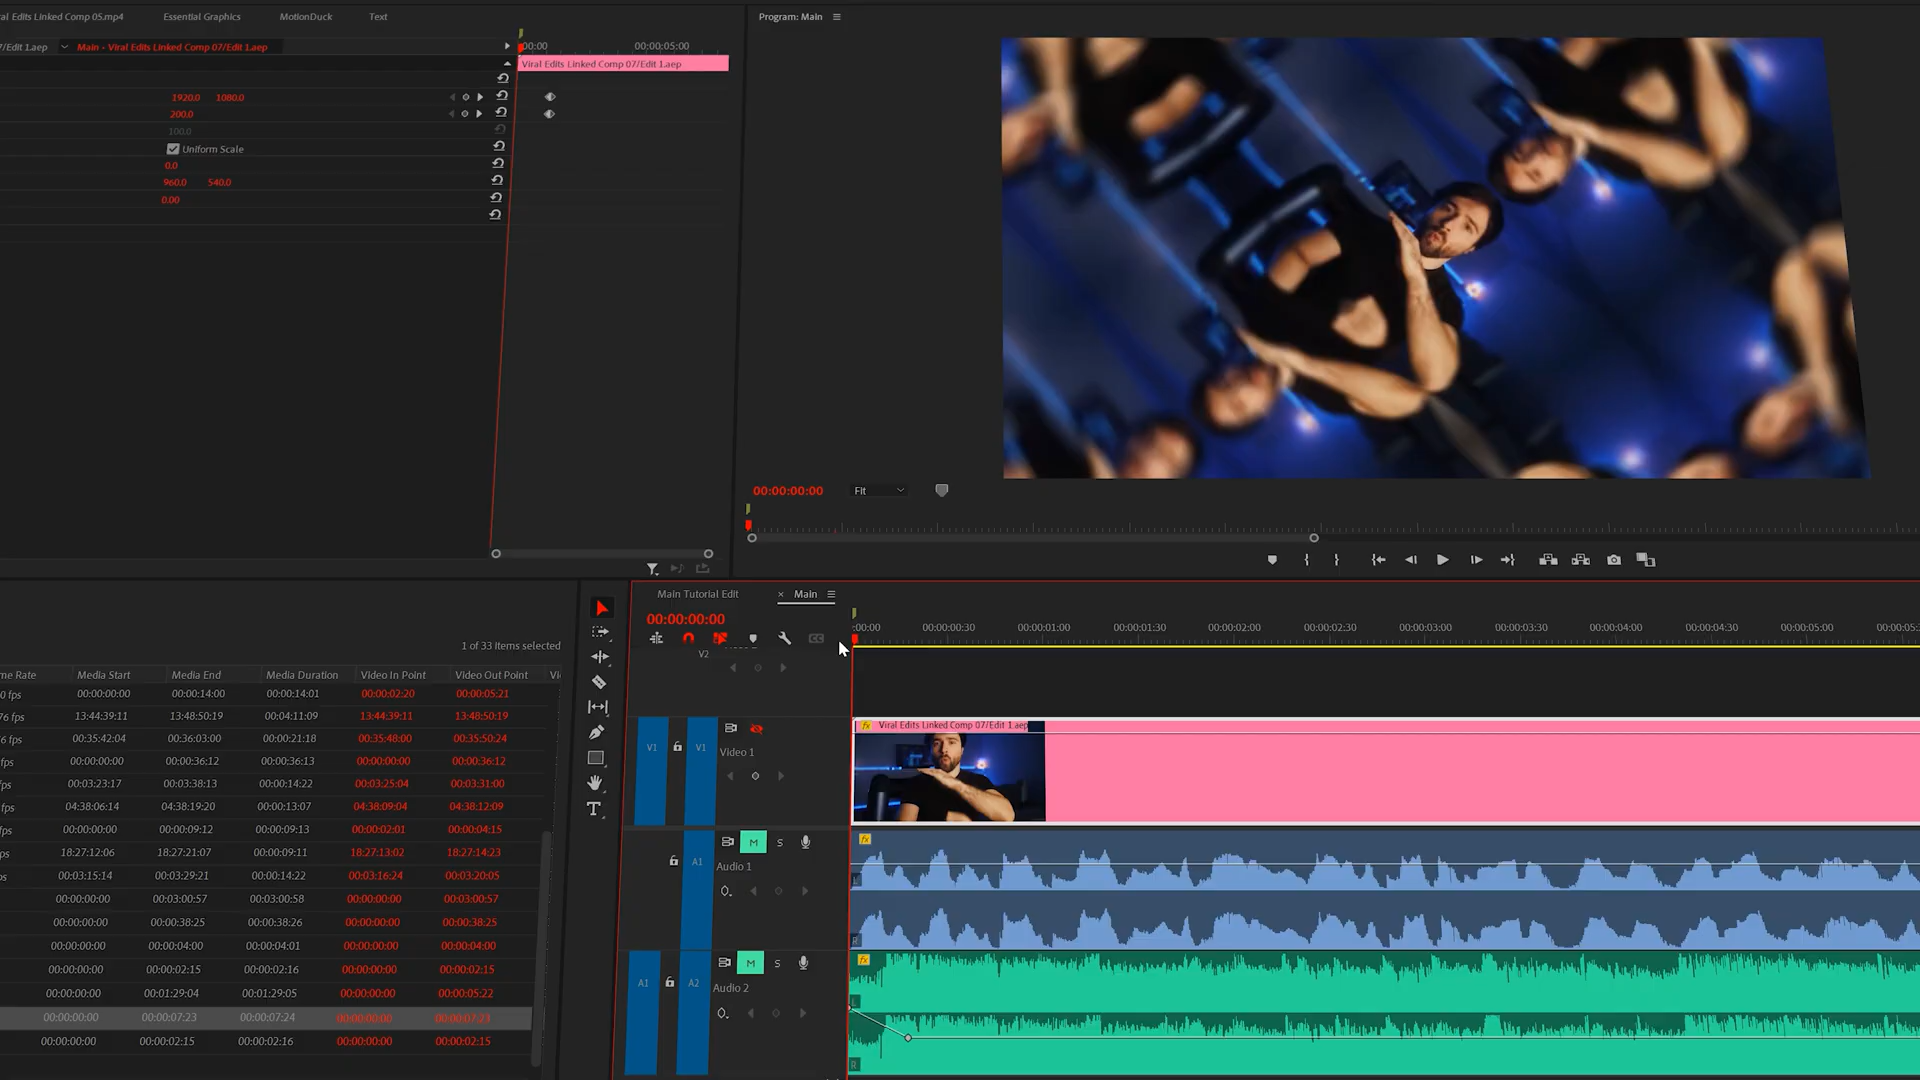 al Edits Linked Comp 05.mp4 Essential Graphics MotionDuck Text
7/Edit 1.aep Main - Viral Edits Linked Comp 07/Edit 1.aep
:00:00 00:00:05:00
Viral Edits Linked Comp 07/Edit 1.aep
1920.0 1080.0
200.0
100.0
Uniform Scale
0.0
960.0 540.0
0.00
Program: Main
00:00:00:00 Fit
1 of 33 items selected
me Rate Media Start Media End Media Duration Video In Point Video Out Point Vi
0 fps 00:00:00:00 00:00:14:00 00:00:14:01 00:00:02:20 00:00:05:21
76 fps 13:44:39:11 13:48:50:19 00:04:11:09 13:44:39:11 13:48:50:19
6 fps 00:35:42:04 00:36:03:00 00:00:21:18 00:35:48:00 00:35:50:24
fps 00:00:00:00 00:00:36:12 00:00:36:13 00:00:00:00 00:00:36:12
fps 00:03:23:17 00:03:38:13 00:00:14:22 00:03:25:04 00:03:31:00
fps 04:38:06:14 04:38:19:20 00:00:13:07 04:38:09:04 04:38:12:09
fps 00:00:00:00 00:00:09:12 00:00:09:13 00:00:02:01 00:00:04:15
ps 18:27:12:06 18:27:21:07 00:00:09:11 18:27:13:02 18:27:14:23
ps 00:03:15:14 00:03:29:21 00:00:14:22 00:03:16:24 00:03:20:05
00:00:00:00 00:03:00:57 00:03:00:58 00:00:00:00 00:03:00:57
00:00:00:00 00:00:38:25 00:00:38:26 00:00:00:00 00:00:38:25
00:00:00:00 00:00:04:00 00:00:04:01 00:00:00:00 00:00:04:00
00:00:00:00 00:00:02:15 00:00:02:16 00:00:00:00 00:00:02:15
00:00:00:00 00:01:29:04 00:01:29:05 00:00:00:00 00:00:05:22
00:00:00:00 00:00:07:23 00:00:07:24 00:00:00:00 00:00:07:23
00:00:00:00 00:00:02:15 00:00:02:16 00:00:00:00 00:00:02:15
Main Tutorial Edit × Main
00:00:00:00
:00:00 00:00:00:30 00:00:01:00 00:00:01:30 00:00:02:00 00:00:02:30 00:00:03:00 00:00:03:30 00:00:04:00 00:00:04:30 00:00:05:00 00:00:05:
CC
V2
fx Viral Edits Linked Comp 07/Edit 1.aep
V1 V1 Video 1
fx
M S
A1 Audio 1
L
R
fx
M S
A1 A2 Audio 2
L
R